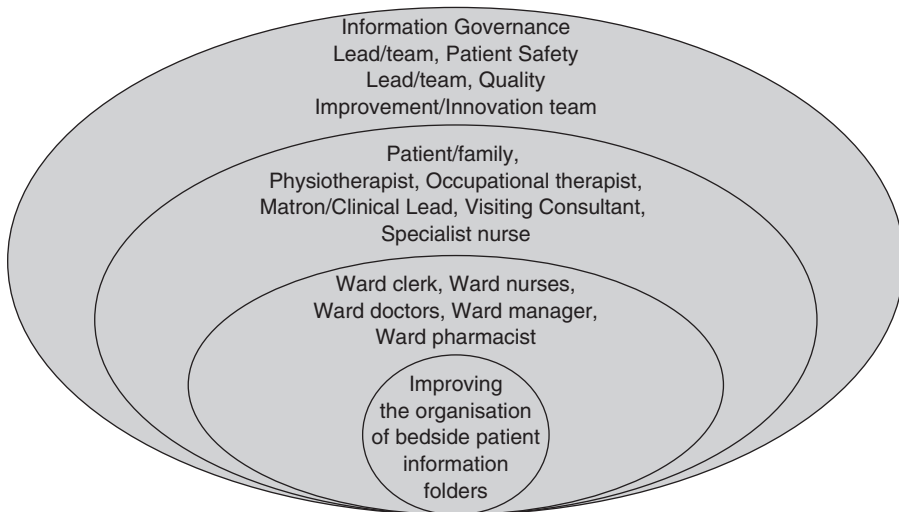 Information Governance
Lead/team, Patient Safety
Lead/team, Quality
Improvement/Innovation team
Patient/family,
Physiotherapist, Occupational therapist,
Matron/Clinical Lead, Visiting Consultant,
Specialist nurse
Ward clerk, Ward nurses,
Ward doctors, Ward manager,
Ward pharmacist
Improving
the organisation
of bedside patient
information
folders